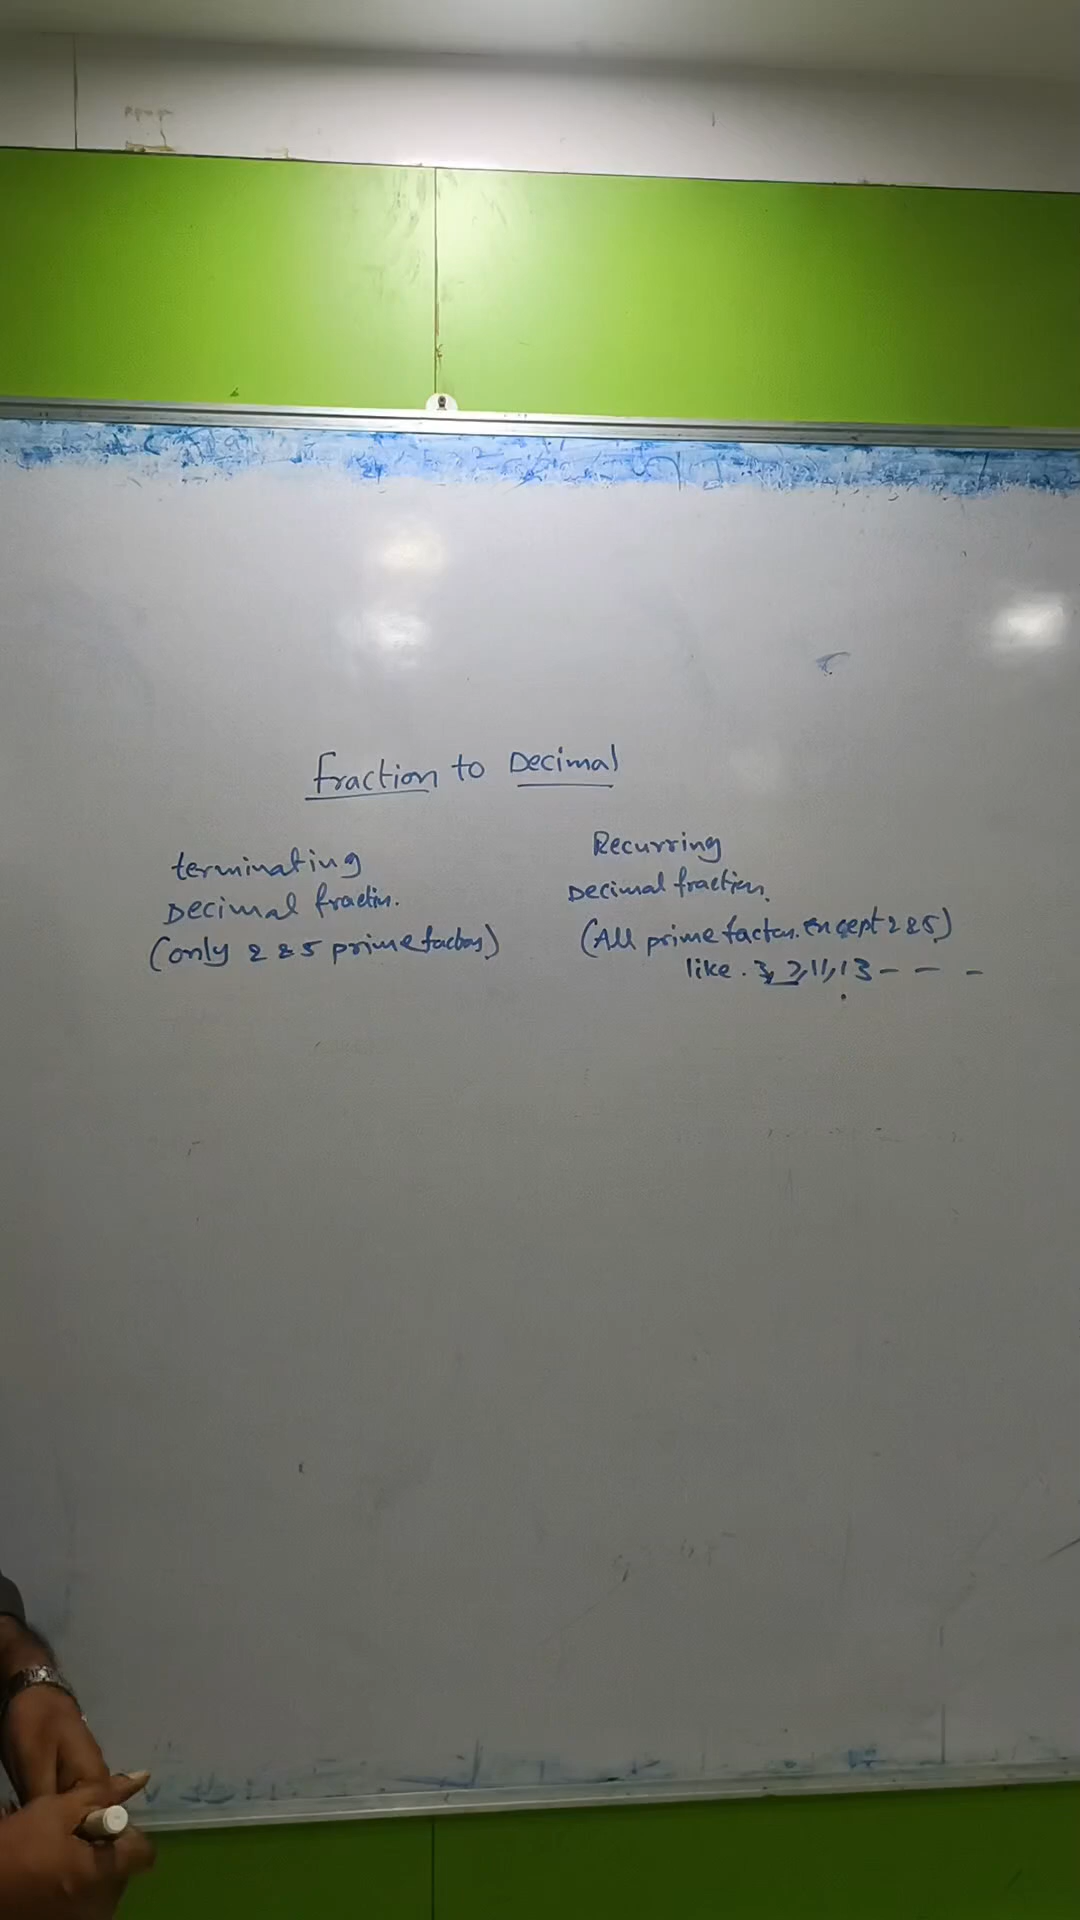 Fraction to Decimal
terminating
Decimal fractin.
(only 2 & 5 prime factors)
Recurring
Decimal fraction.
(All prime factors. Except 2 & 5)
like. 3, 7, 11, 13 - - -